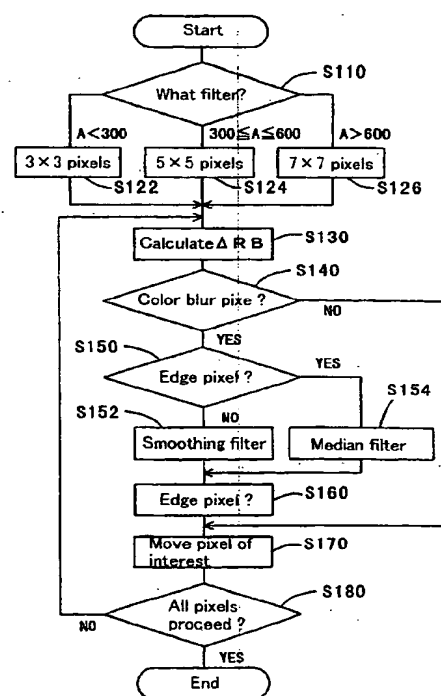 Start
S110
What filter?
A<300
300≦A≦600
A>600
3×3 pixels
5×5 pixels
7×7 pixels
S122
S124
S126
S130
Calculate Δ R B
S140
Color blur pixe ?
NO
YES
S150
Edge pixel?
YES
S154
S152
NO
Smoothing filter
Median filter
Edge pixel?
S160
Move pixel of
interest
S170
S180
All pixels
proceed ?
NO
YES
End